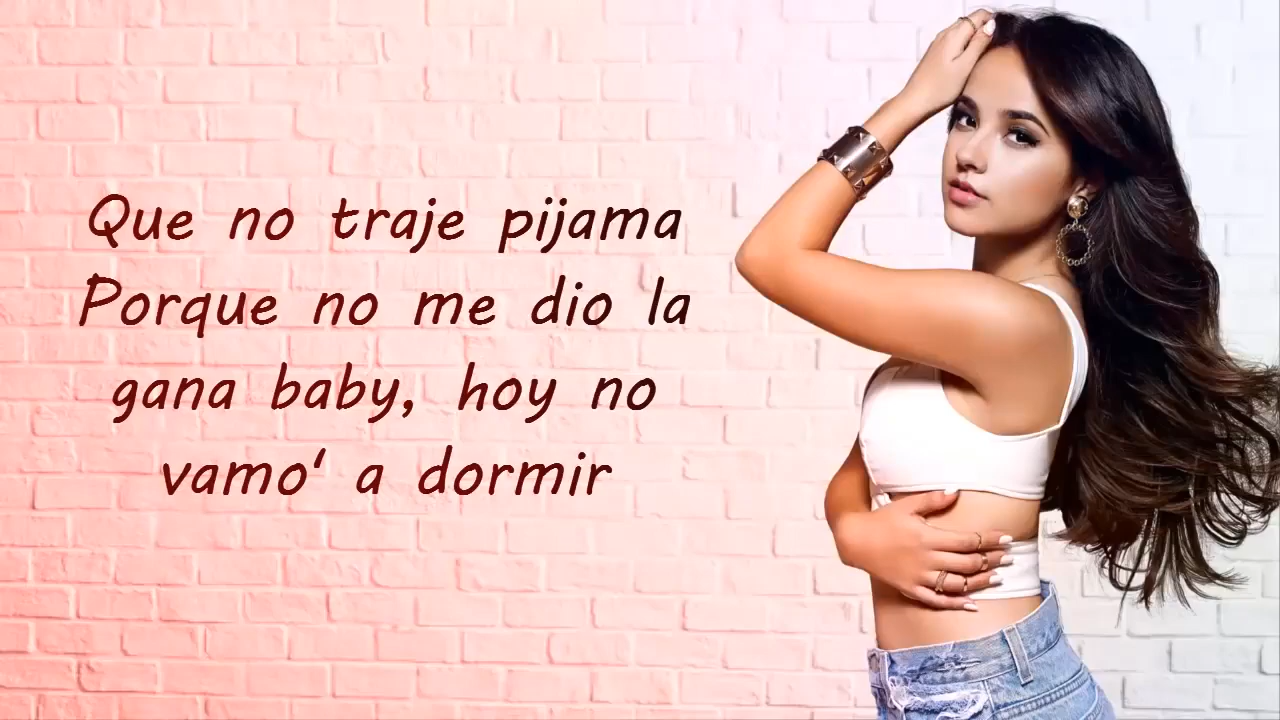 Que no traje pijama
Porque no me dio la
gana baby, hoy no
vamo' a dormir